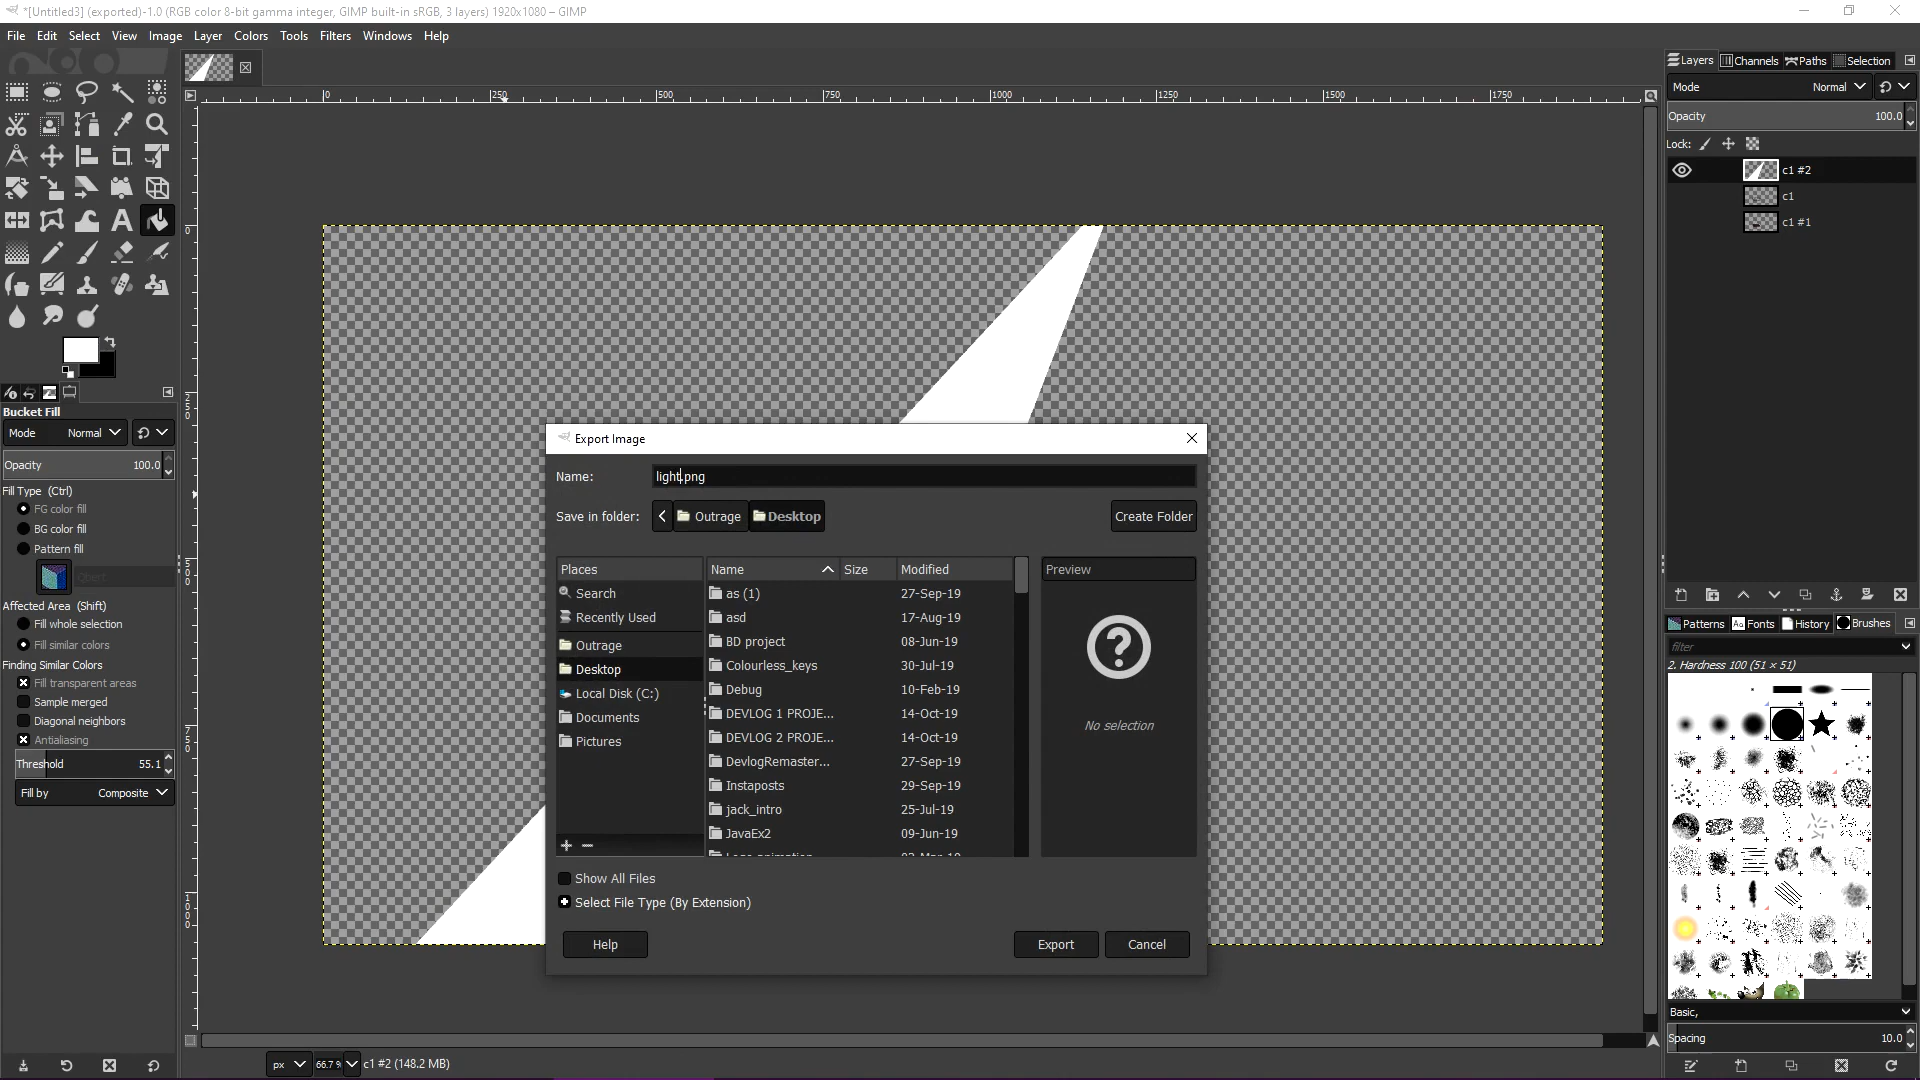 *[Untitled3] (exported)-1.0 (RGB color 8-bit gamma integer, GIMP built-in sRGB, 3 layers) 1920x1080 – GIMP
File Edit Select View Image Layer Colors Tools Filters Windows Help
Layers Channels Paths Selection
Mode Normal
Opacity 100.0
Lock:
c1 #2
c1
c1 #1
0 250 500 750 1000 1250 1500 1750
0
250
500
750
1000
Bucket Fill
Mode Normal
Opacity 100.0
Fill Type (Ctrl)
FG color fill
BG color fill
Pattern fill
Affected Area (Shift)
Fill whole selection
Fill similar colors
Finding Similar Colors
Fill transparent areas
Sample merged
Diagonal neighbors
Antialiasing
Threshold 55.1
Fill by Composite
Export Image
Name: light.png
Save in folder: Outrage Desktop Create Folder
Places
Search
Recently Used
Outrage
Desktop
Local Disk (C:)
Documents
Pictures
Name Size Modified
as (1) 27-Sep-19
asd 17-Aug-19
BD project 08-Jun-19
Colourless_keys 30-Jul-19
Debug 10-Feb-19
DEVLOG 1 PROJE... 14-Oct-19
DEVLOG 2 PROJE... 14-Oct-19
DevlogRemaster... 27-Sep-19
Instaposts 29-Sep-19
jack_intro 25-Jul-19
JavaEx2 09-Jun-19
Preview
No selection
Show All Files
Select File Type (By Extension)
Help Export Cancel
Patterns Fonts History Brushes
filter
2. Hardness 100 (51 × 51)
Basic,
Spacing 10.0
px 66.7 % c1 #2 (148.2 MB)